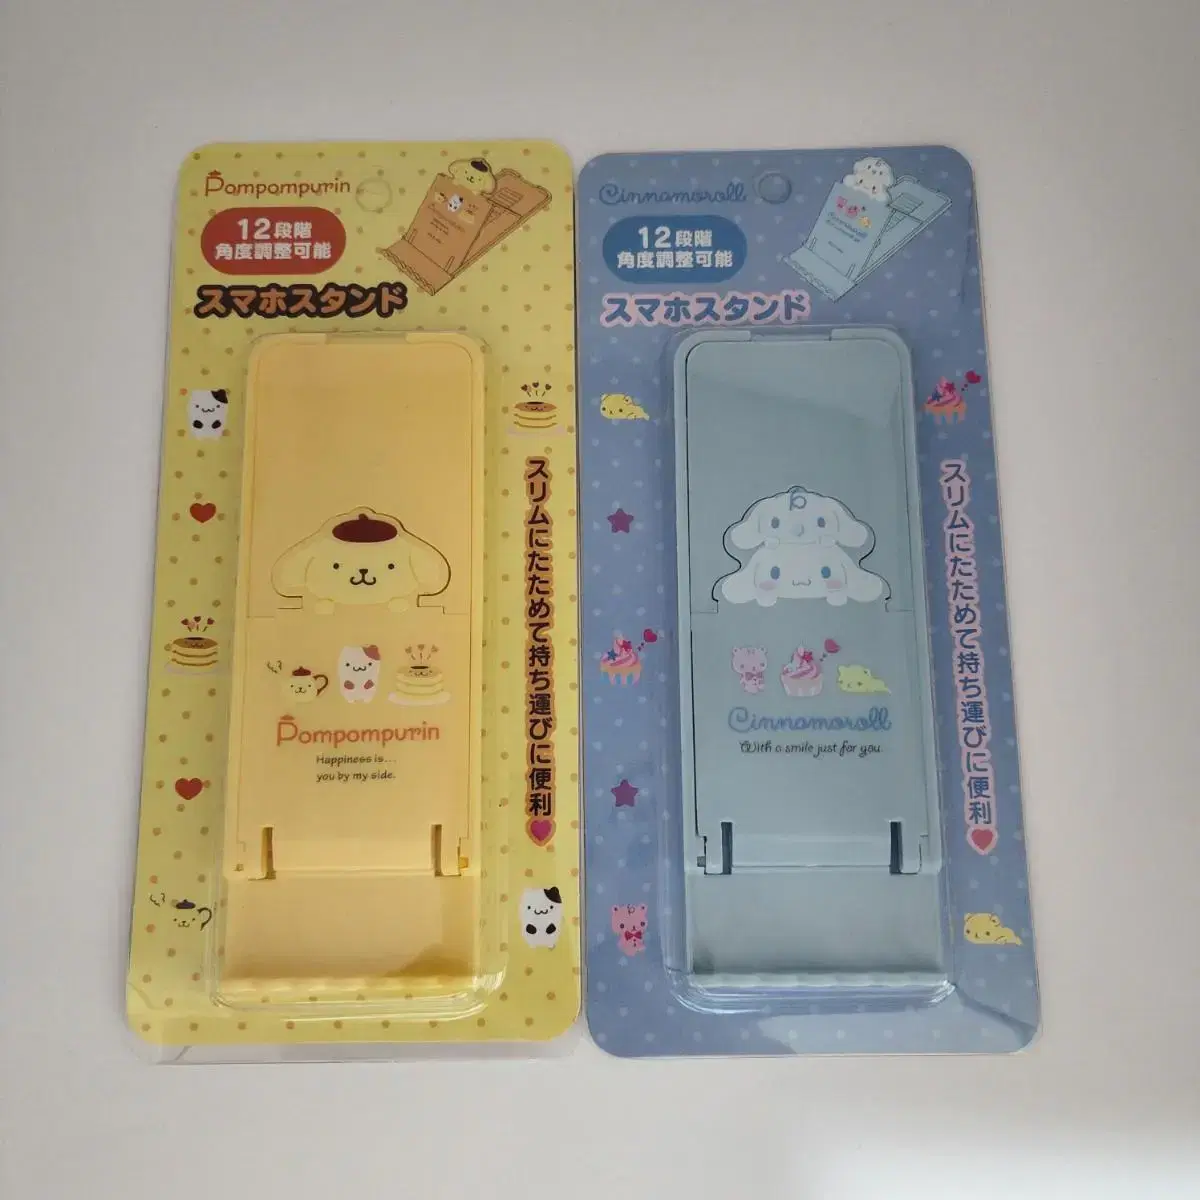 Pompompurin
12段階
角度調整可能
スマホスタンド
スリムにたためて持ち運びに便利
Pompompurin
Happiness is...
you by my side.
Cinnamoroll
12段階
角度調整可能
スマホスタンド
スリムにたためて持ち運びに便利
Cinnamoroll
With a smile just for you.